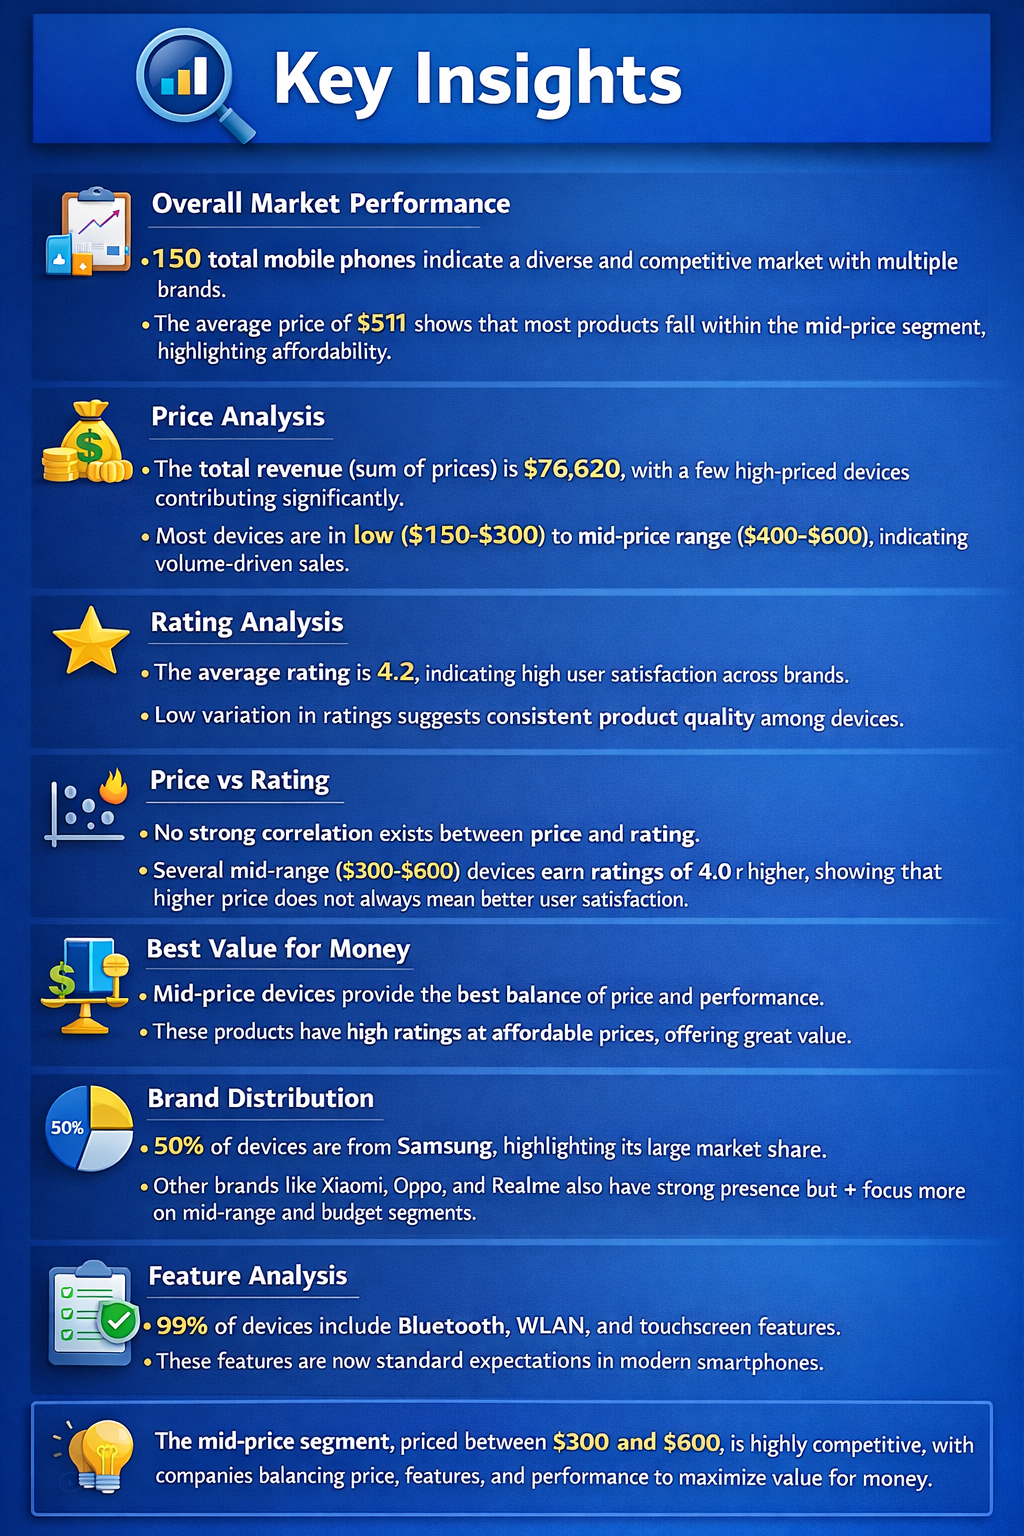 Key Insights
Overall Market Performance
•150 total mobile phones indicate a diverse and competitive market with multiple
brands.
• The average price of $511 shows that most products fall within the mid-price segment,
highlighting affordability.
$
Price Analysis
• The total revenue (sum of prices) is $76,620, with a few high-priced devices
contributing significantly.
• Most devices are in low ($150-$300) to mid-price range ($400-$600), indicating
volume-driven sales.
Rating Analysis
• The average rating is 4.2, indicating high user satisfaction across brands.
• Low variation in ratings suggests consistent product quality among devices.
Price vs Rating
• No strong correlation exists between price and rating.
• Several mid-range ($300-$600) devices earn ratings of 4.0 r higher, showing that
higher price does not always mean better user satisfaction.
$
Best Value for Money
• Mid-price devices provide the best balance of price and performance.
• These products have high ratings at affordable prices, offering great value.
50%
Brand Distribution
• 50% of devices are from Samsung, highlighting its large market share.
• Other brands like Xiaomi, Oppo, and Realme also have strong presence but + focus more
on mid-range and budget segments.
Feature Analysis
• 99% of devices include Bluetooth, WLAN, and touchscreen features.
• These features are now standard expectations in modern smartphones.
The mid-price segment, priced between $300 and $600, is highly competitive, with
companies balancing price, features, and performance to maximize value for money.